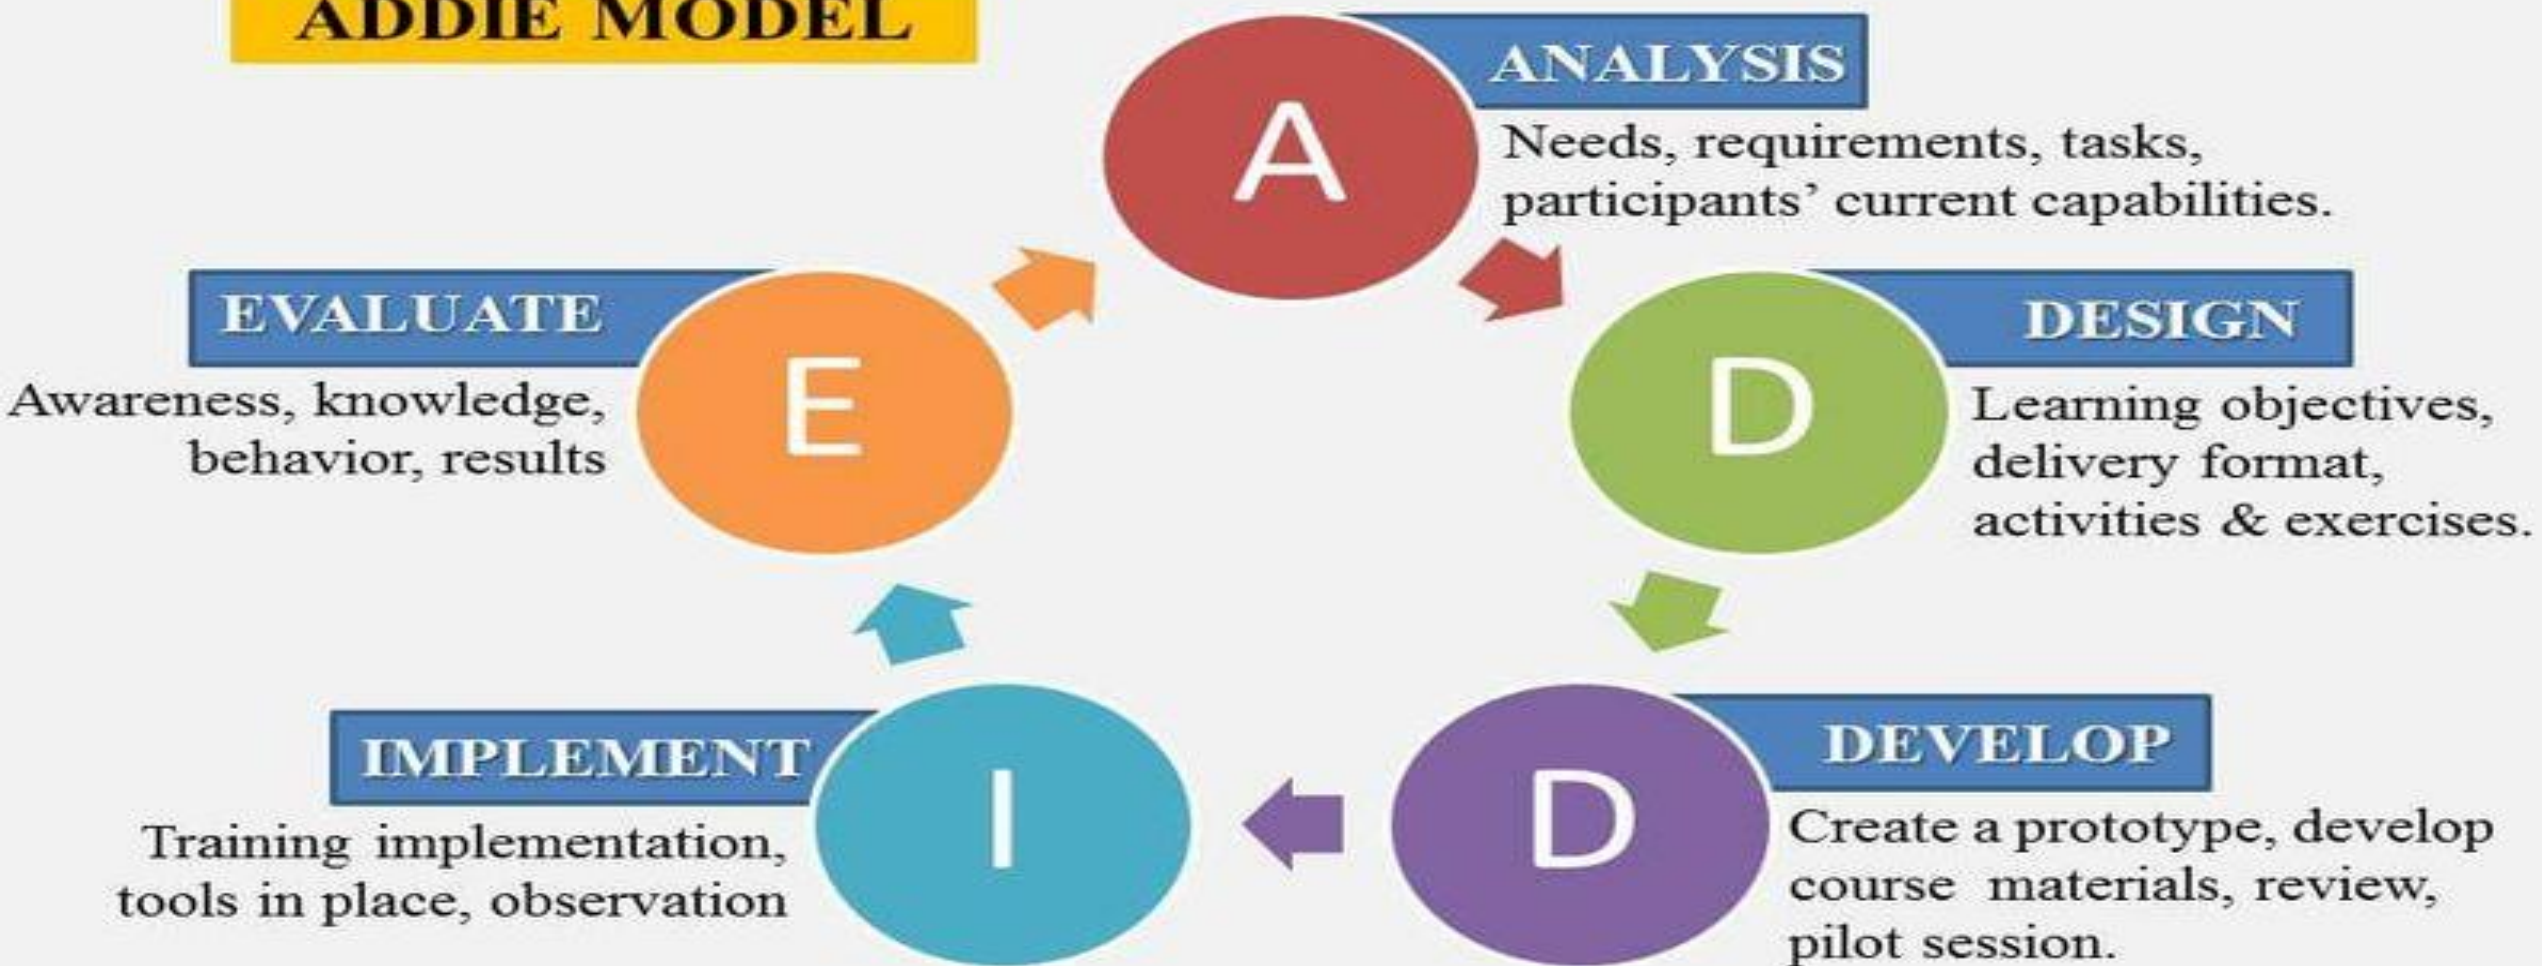 ADDIE MODEL
A
ANALYSIS
Needs, requirements, tasks,
participants’ current capabilities.
D
DESIGN
Learning objectives,
delivery format,
activities & exercises.
D
DEVELOP
Create a prototype, develop
course materials, review,
pilot session.
I
IMPLEMENT
Training implementation,
tools in place, observation
E
EVALUATE
Awareness, knowledge,
behavior, results